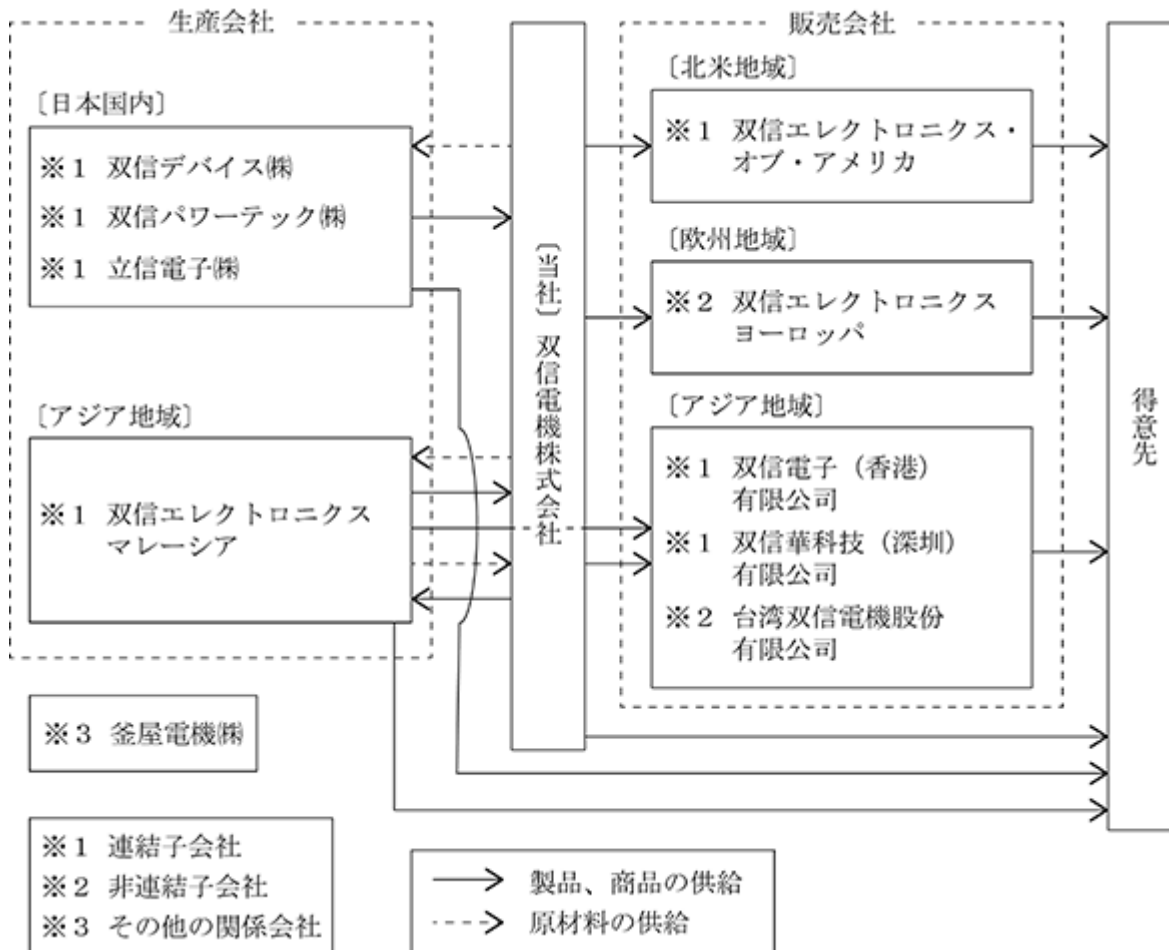 生産会社
〔日本国内〕
※1 双信デバイス㈱
※1 双信パワーテック㈱
※1 立信電子㈱
〔アジア地域〕
※1 双信エレクトロニクス
マレーシア
※3 釜屋電機㈱
※1 連結子会社
※2 非連結子会社
※3 その他の関係会社
〔当社〕双信電機株式会社
販売会社
〔北米地域〕
※1 双信エレクトロニクス・
オブ・アメリカ
〔欧州地域〕
※2 双信エレクトロニクス
ヨーロッパ
〔アジア地域〕
※1 双信電子（香港）
有限公司
※1 双信華科技（深圳）
有限公司
※2 台湾双信電機股份
有限公司
得意先
製品、商品の供給
原材料の供給